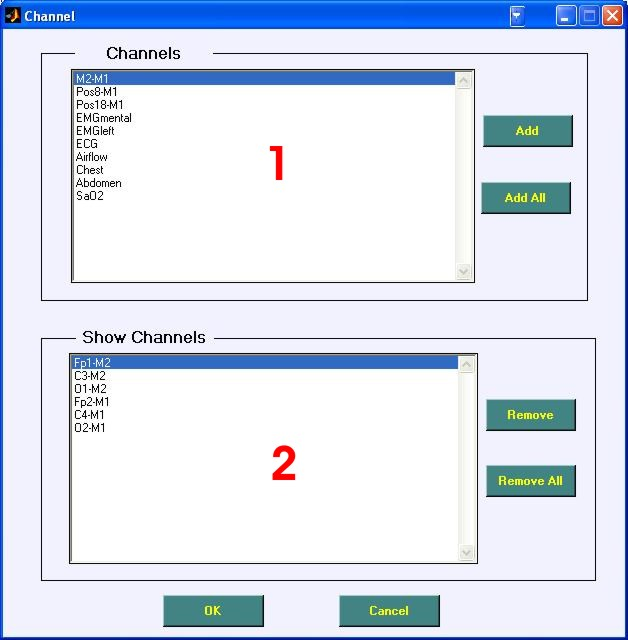 Channel
Channels
M2-M1
Pos8-M1
Pos18-M1
EMGmental
EMGleft
ECG
Airflow
Chest
Abdomen
SaO2
1
Add
Add All
Show Channels
Fp1-M2
C3-M2
O1-M2
Fp2-M1
C4-M1
O2-M1
2
Remove
Remove All
OK
Cancel